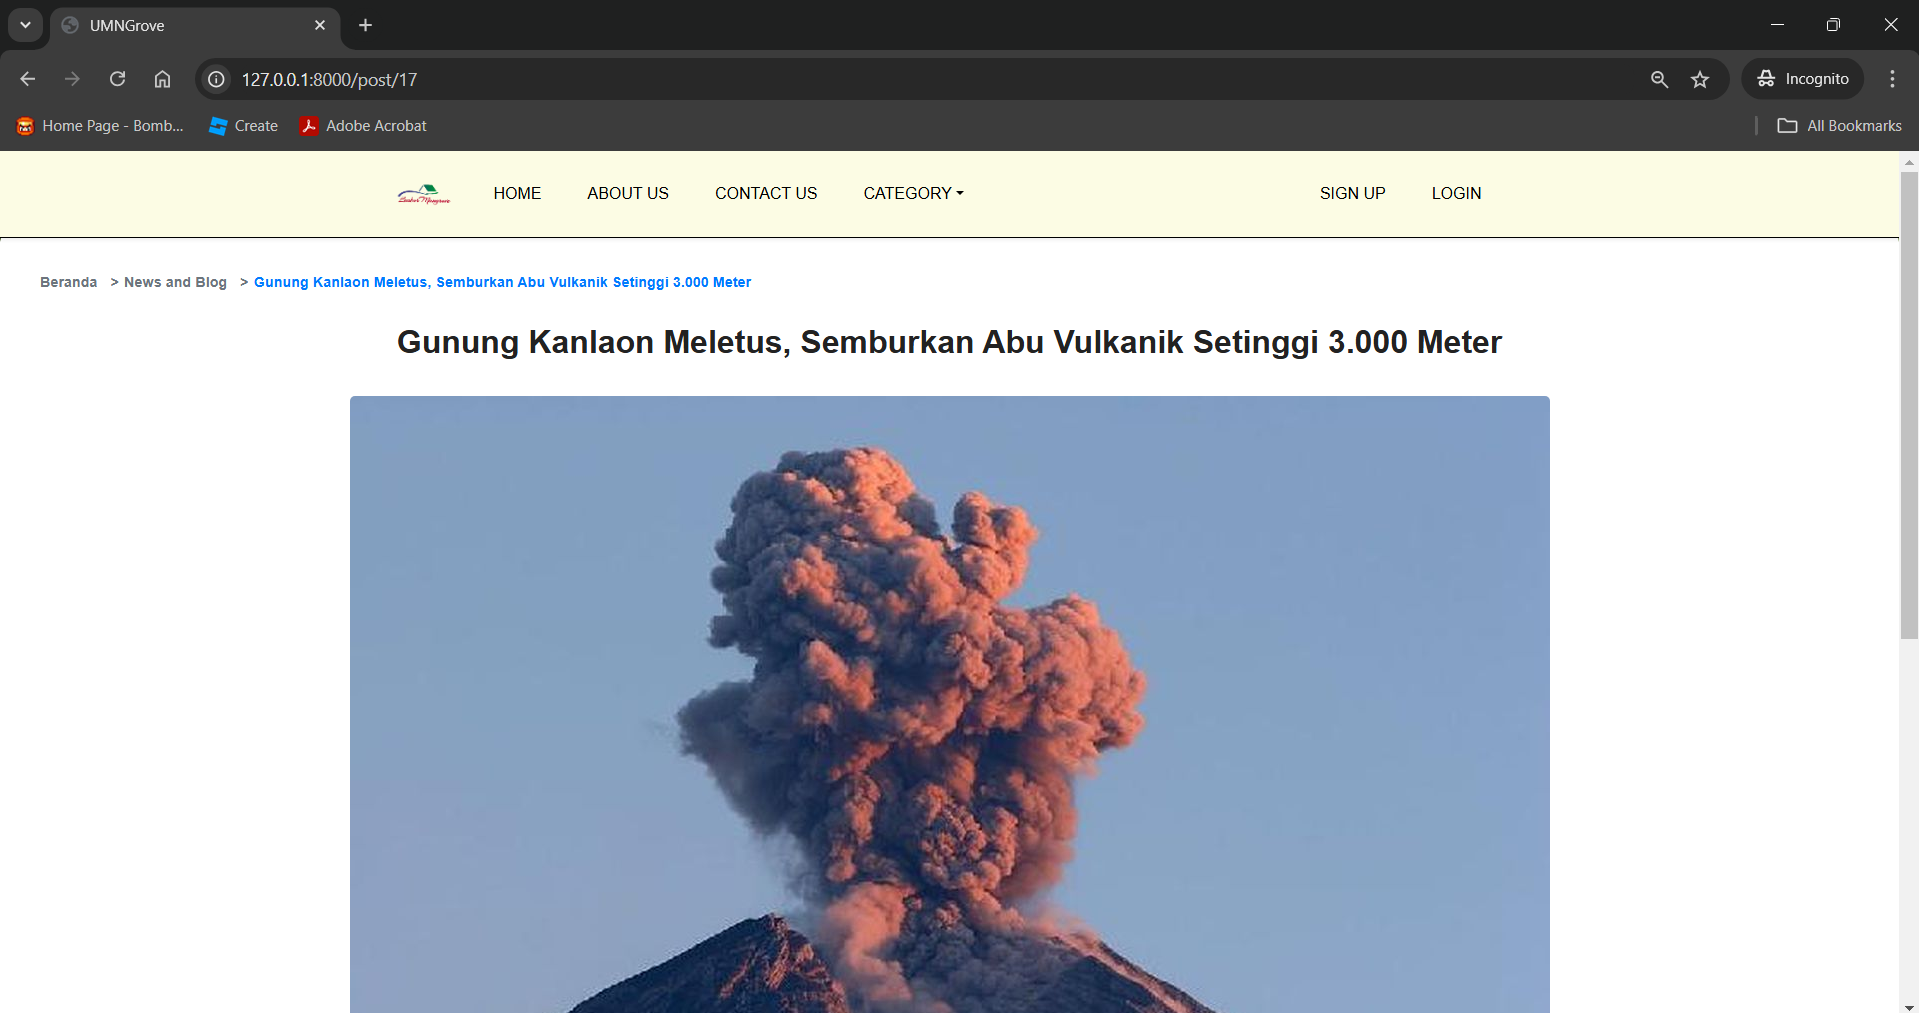 UMNGrove
127.0.0.1:8000/post/17
Incognito
Home Page - Bomb...
Create
Adobe Acrobat
All Bookmarks
HOME
ABOUT US
CONTACT US
CATEGORY
SIGN UP
LOGIN
Beranda > News and Blog > Gunung Kanlaon Meletus, Semburkan Abu Vulkanik Setinggi 3.000 Meter
Gunung Kanlaon Meletus, Semburkan Abu Vulkanik Setinggi 3.000 Meter